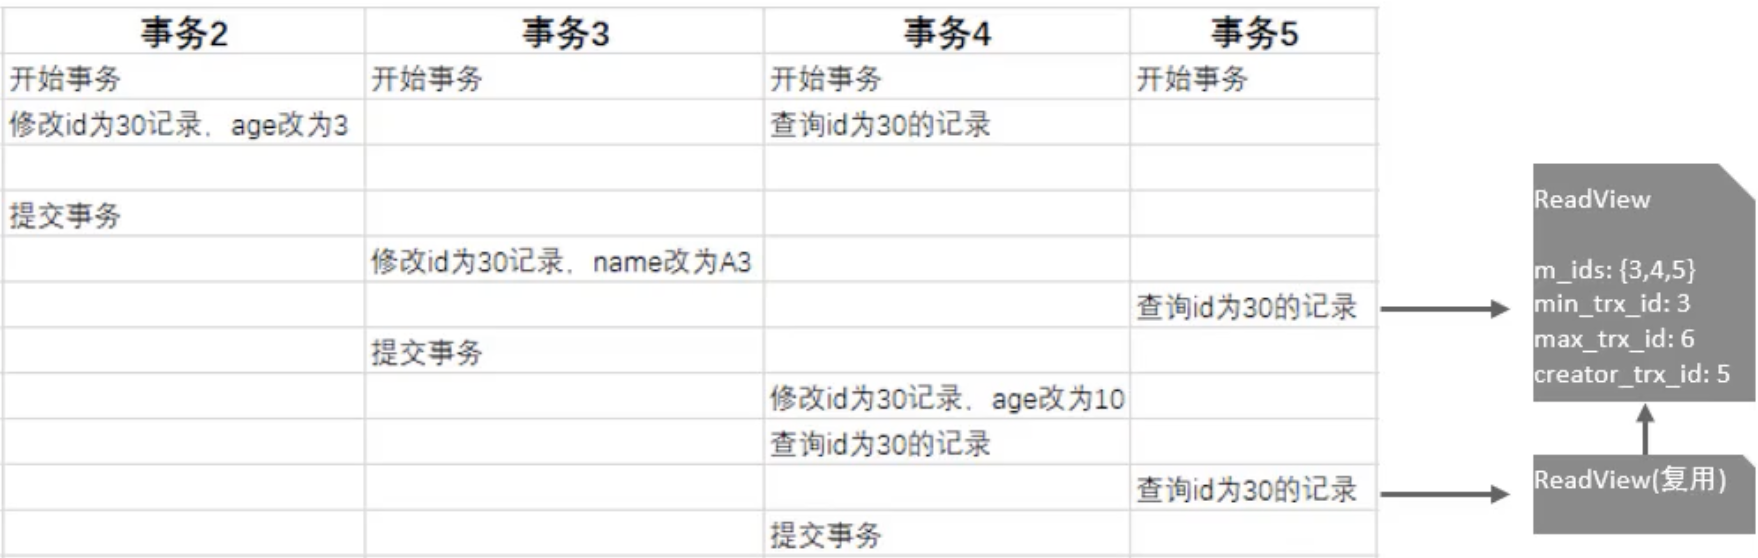 事务2 事务3 事务4 事务5
开始事务 开始事务 开始事务 开始事务
修改id为30记录，age改为3 查询id为30的记录
提交事务
修改id为30记录，name改为A3
查询id为30的记录
提交事务
修改id为30记录，age改为10
查询id为30的记录
查询id为30的记录
提交事务
ReadView
m_ids: {3,4,5}
min_trx_id: 3
max_trx_id: 6
creator_trx_id: 5
ReadView(复用)